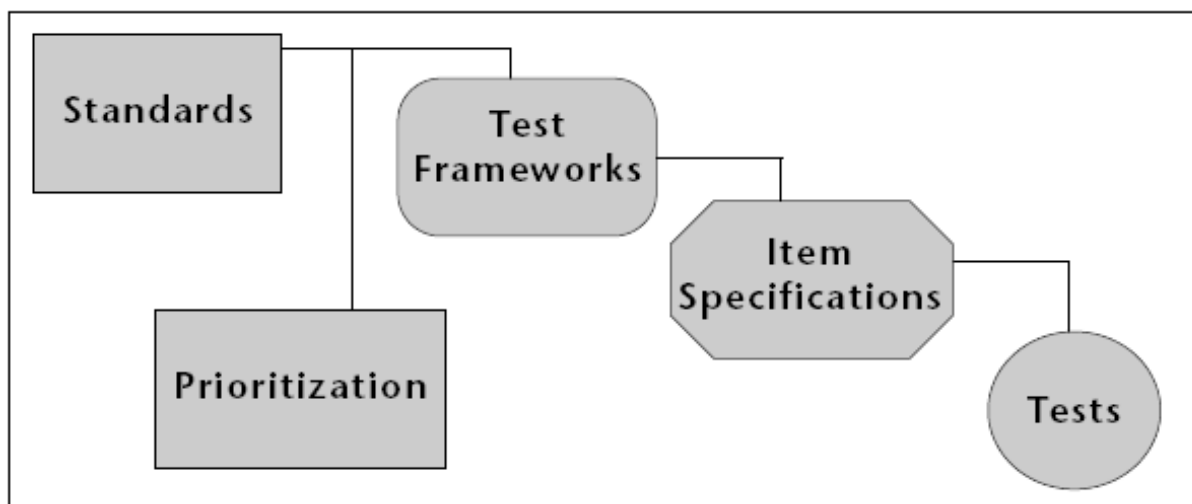 Standards
Test
Frameworks
Item
Specifications
Prioritization
Tests